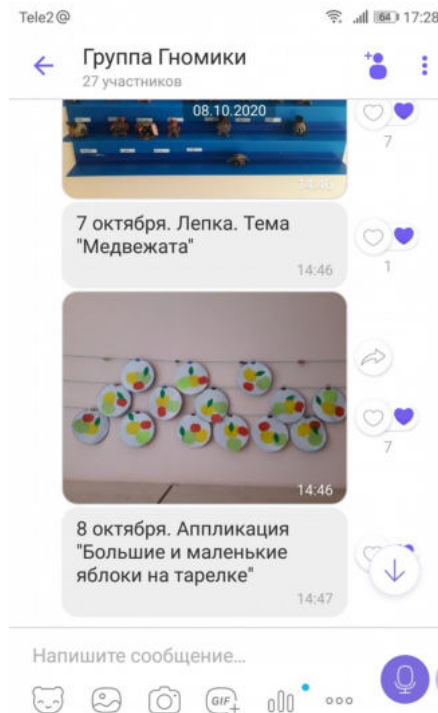 Tele2@ 64 17:28
Группа Гномики
27 участников
08.10.2020
14:46
7
7 октября. Лепка. Тема
"Медвежата"
14:46
1
14:46
7
8 октября. Аппликация
"Большие и маленькие
яблоки на тарелке"
14:47
Напишите сообщение...
GIF